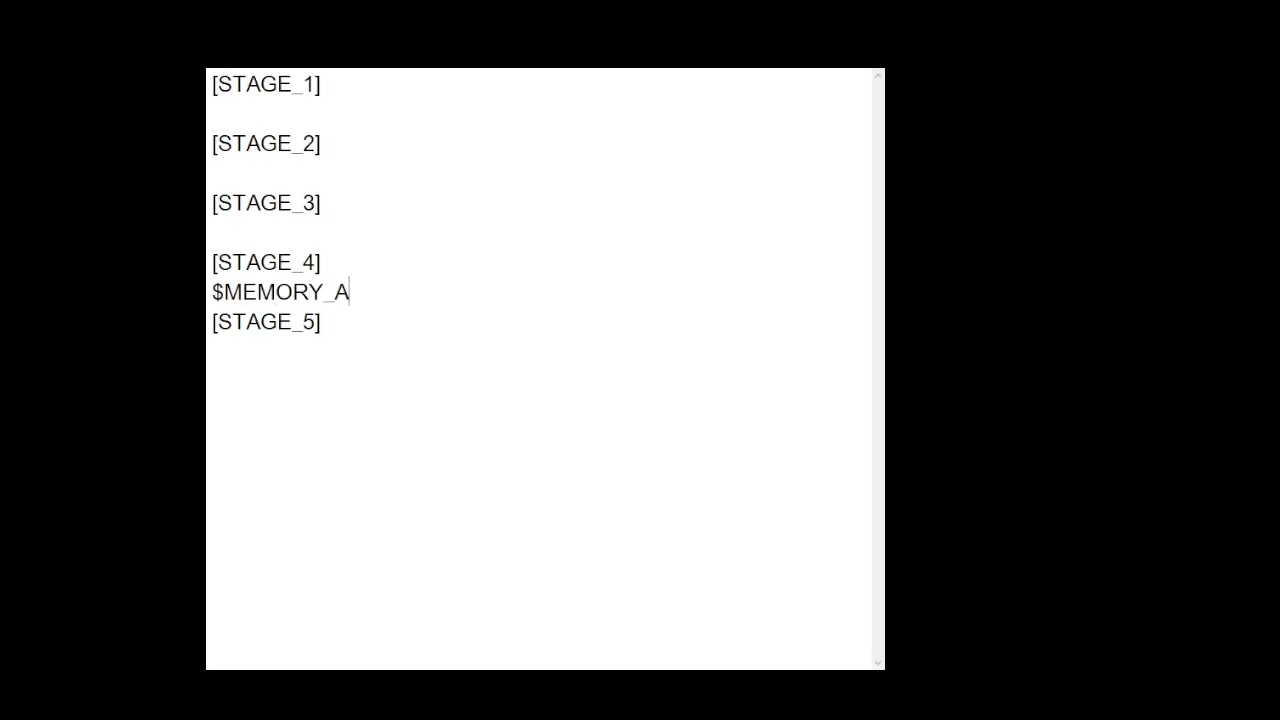 [STAGE_1]
[STAGE_2]
[STAGE_3]
[STAGE_4]
$MEMORY_A
[STAGE_5]